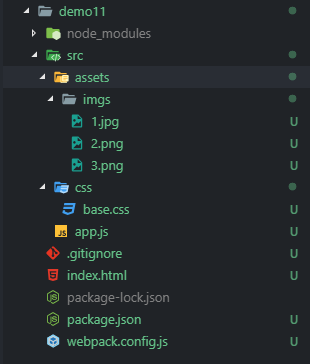 demo11
node_modules
src
assets
imgs
1.jpg U
2.png U
3.png U
css
base.css U
JS app.js U
.gitignore U
index.html U
package-lock.json
package.json U
webpack.config.js U